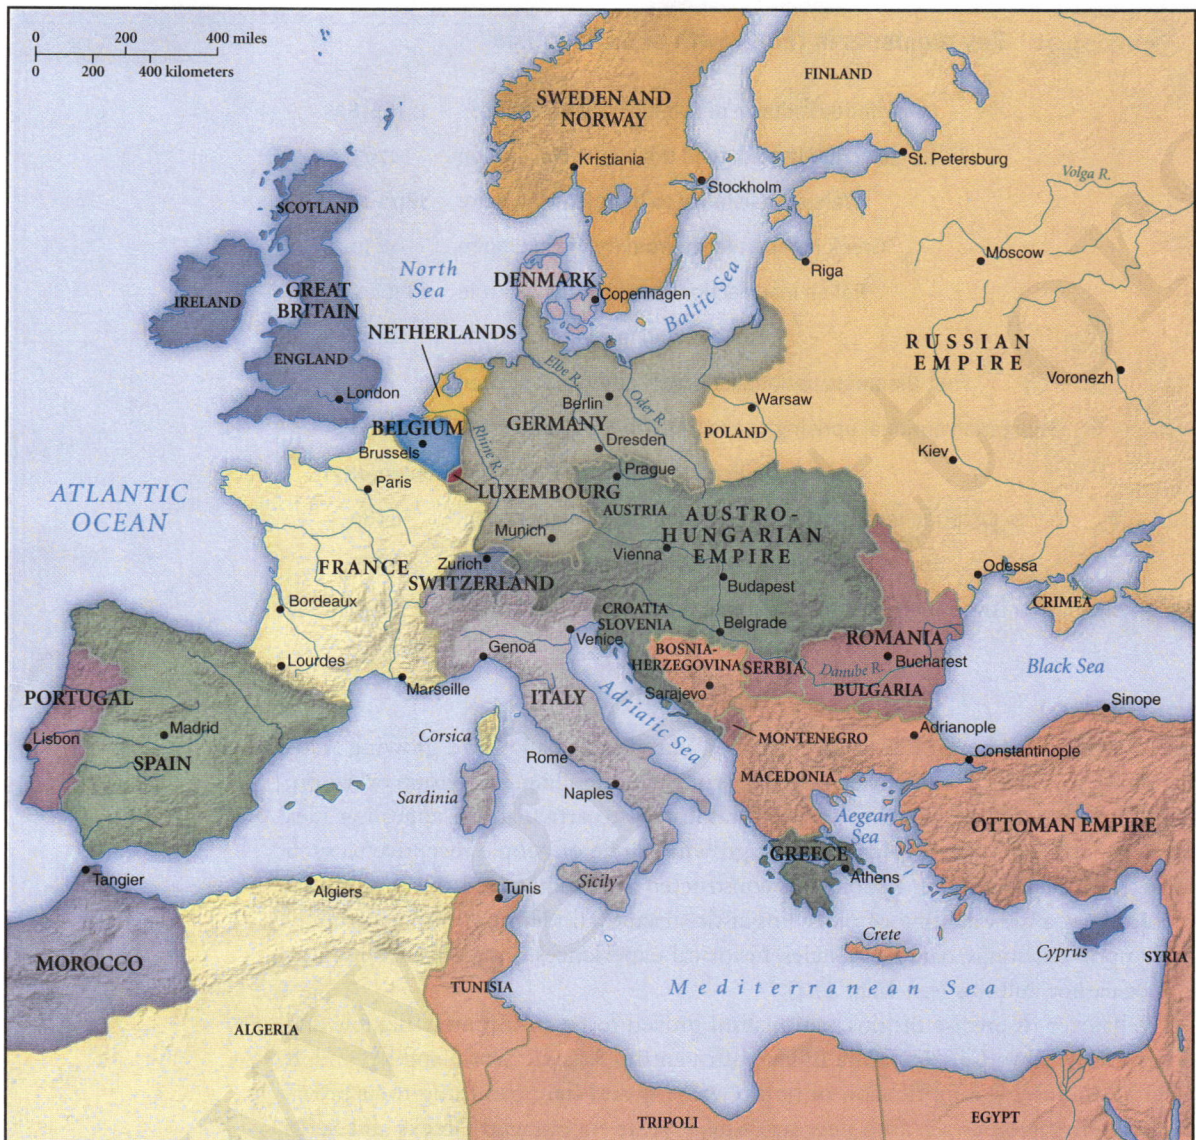 0 200 400 miles
0 200 400 kilometers
FINLAND
SWEDEN AND
NORWAY
Kristiania
St. Petersburg
Stockholm
Volga R.
SCOTLAND
Moscow
Riga
North
Sea
DENMARK
Copenhagen
Baltic Sea
IRELAND
GREAT
BRITAIN
NETHERLANDS
RUSSIAN
EMPIRE
ENGLAND
Elbe R.
Voronezh
London
Berlin
Oder R.
Warsaw
BELGIUM
GERMANY
POLAND
Brussels
Rhine R.
Dresden
Kiev
Prague
Paris
LUXEMBOURG
ATLANTIC
OCEAN
AUSTRIA
AUSTRO-
HUNGARIAN
EMPIRE
Munich
Vienna
FRANCE
Zurich
SWITZERLAND
Budapest
Odessa
CRIMEA
Bordeaux
CROATIA
SLOVENIA
Belgrade
Venice
ROMANIA
Genoa
BOSNIA-
HERZEGOVINA
SERBIA
Danube R.
Bucharest
Black Sea
Lourdes
Marseille
Sarajevo
BULGARIA
PORTUGAL
ITALY
Adriatic Sea
Sinope
Madrid
Corsica
MONTENEGRO
Adrianople
Lisbon
Constantinople
SPAIN
Rome
MACEDONIA
Sardinia
Naples
Aegean
Sea
OTTOMAN EMPIRE
GREECE
Tangier
Algiers
Tunis
Sicily
Athens
Crete
Cyprus
SYRIA
MOROCCO
TUNISIA
Mediterranean Sea
ALGERIA
TRIPOLI
EGYPT